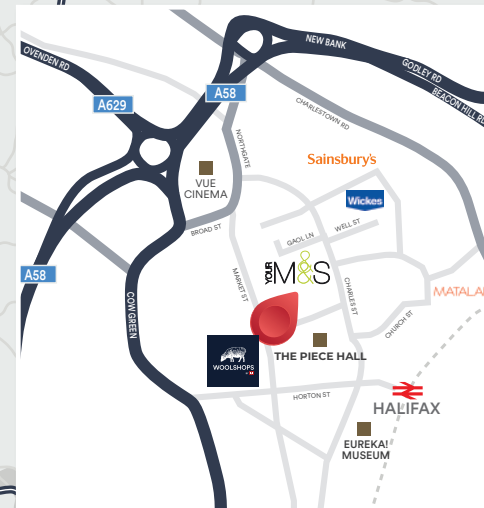 OVENDEN RD
A629
A58
NEW BANK
GODLEY RD
BEACON HILL R
CHARLESTOWN RD
NORTHGATE
Sainsbury's
VUE
CINEMA
Wickes
BROAD ST
GAOL LN
WELL ST
A58
YOUR
M&S
MARKET ST
CHARLES ST
MATALA
COW GREEN
CHURCH ST
WOOLSHOPS
THE PIECE HALL
HORTON ST
HALIFAX
EUREKA!
MUSEUM